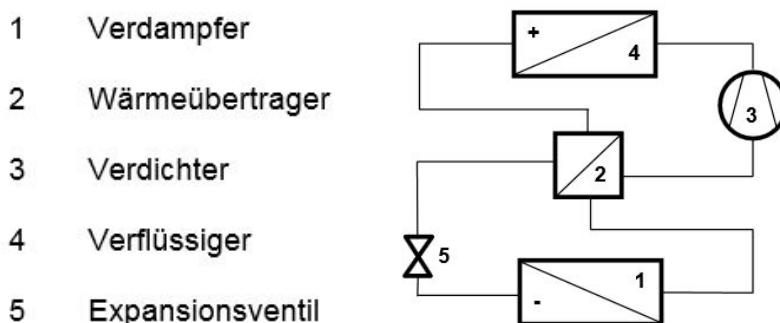 1 Verdampfer
2 Wärmeübertrager
3 Verdichter
4 Verflüssiger
5 Expansionsventil
+
4
3
2
5
1
-